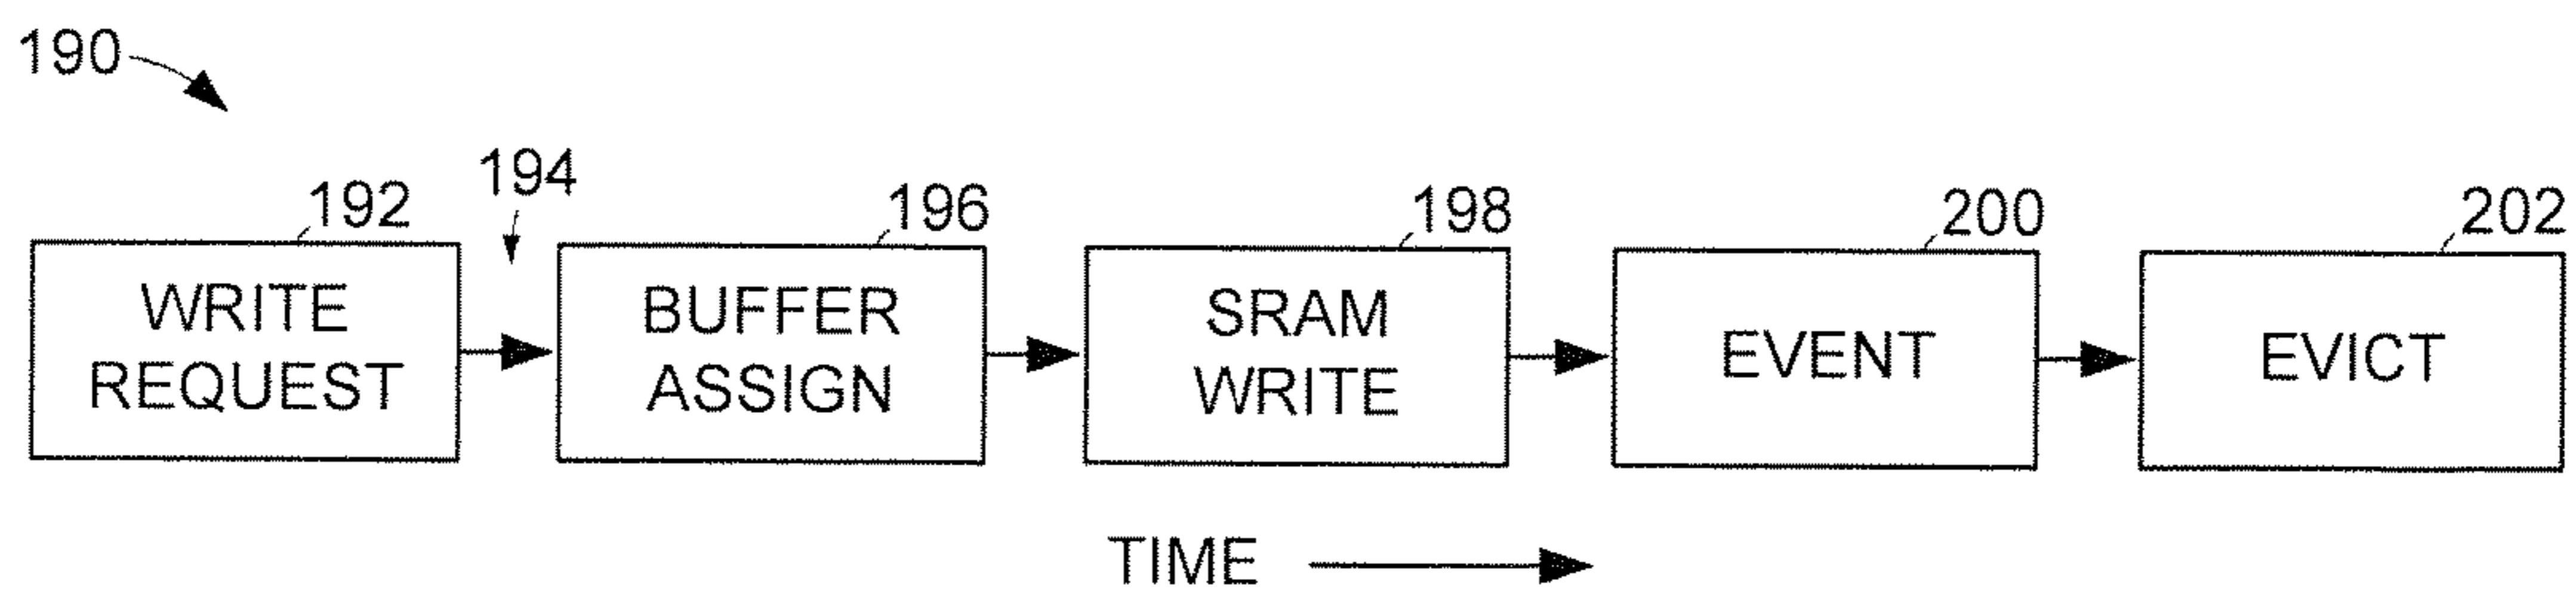 190
194
192
196
198
200
202
WRITE
REQUEST
BUFFER
ASSIGN
SRAM
WRITE
EVENT
EVICT
TIME